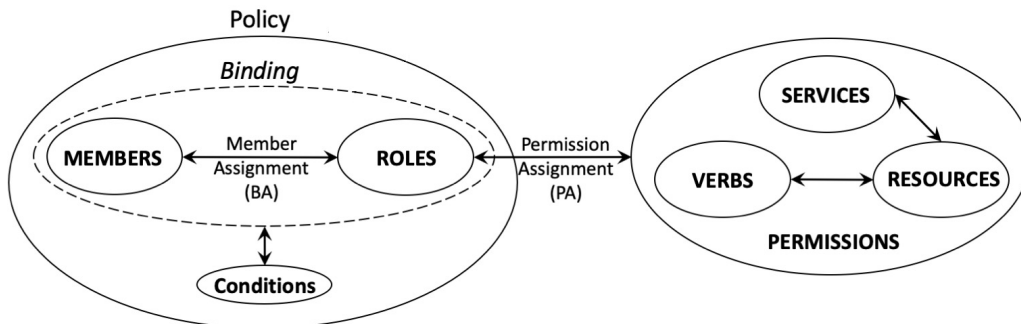 Policy
Binding
MEMBERS
Member
Assignment
(BA)
ROLES
Conditions
Permission
Assignment
(PA)
SERVICES
VERBS
RESOURCES
PERMISSIONS